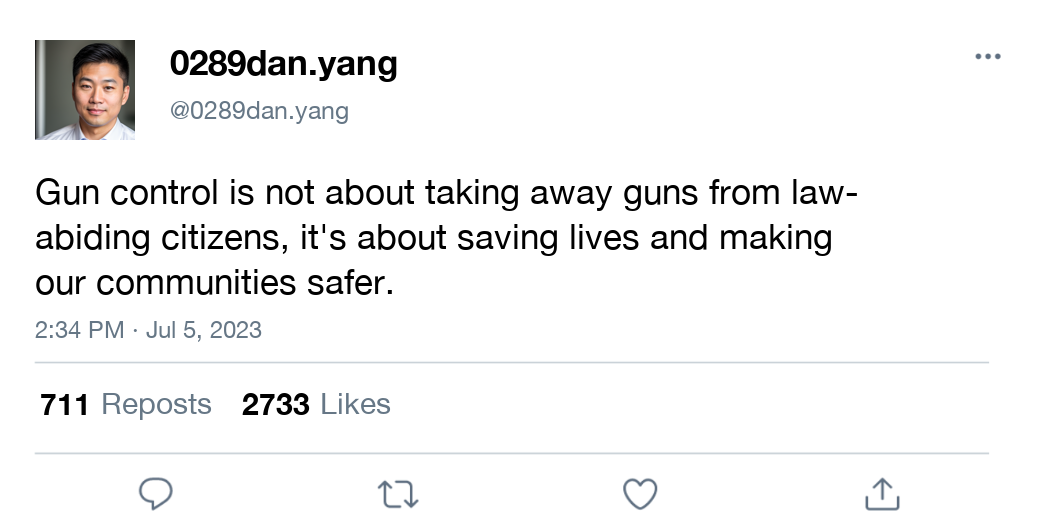 0289dan.yang
@0289dan.yang
Gun control is not about taking away guns from law-
abiding citizens, it's about saving lives and making
our communities safer.
2:34 PM · Jul 5, 2023
711 Reposts 2733 Likes